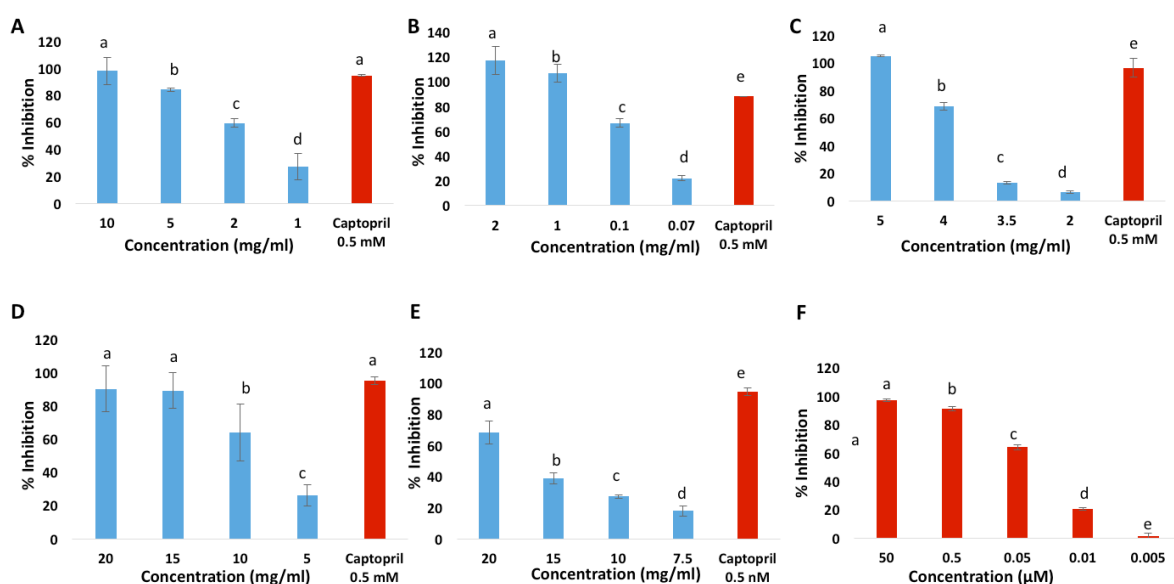 A
% Inhibition
120
100
80
60
40
20
0
a
b
c
d
a
10 5 2 1 Captopril
0.5 mM
Concentration (mg/ml)
B
% Inhibition
140
120
100
80
60
40
20
0
a
b
c
d
e
2 1 0.1 0.07 Captopril
0.5 mM
Concentration (mg/ml)
C
% Inhibition
120
100
80
60
40
20
0
a
b
c
d
e
5 4 3.5 2 Captopril
0.5 mM
Concentration (mg/ml)
D
% Inhibition
120
100
80
60
40
20
0
a
a
b
c
a
20 15 10 5 Captopril
0.5 mM
Concentration (mg/ml)
E
% Inhibition
120
100
80
60
40
20
0
a
b
c
d
e
20 15 10 7.5 Captopril
0.5 nM
Concentration (mg/ml)
F
% Inhibition
120
100
80
60
40
20
0
a
a
b
c
d
e
50 0.5 0.05 0.01 0.005
Concentration (µM)